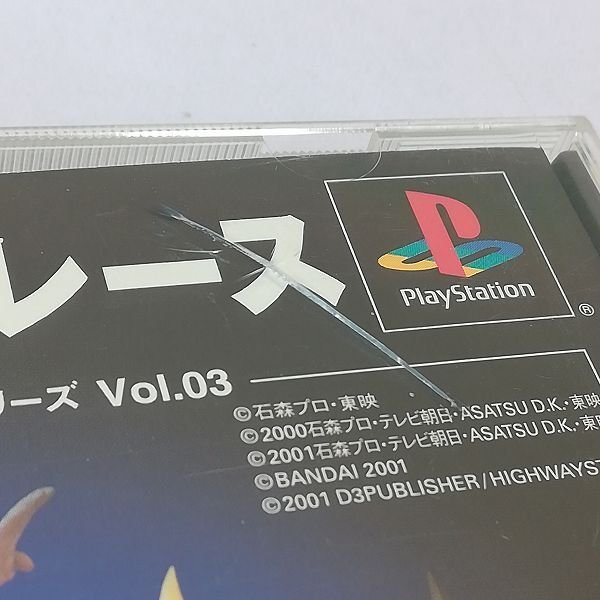 レース
PlayStation
®
リーズ Vol.03
©石森プロ・東映
©2000石森プロ・テレビ朝日・ASATSU D.K.・東映
©2001石森プロ・テレビ朝日・ASATSU D.K.・東映
©BANDAI 2001
©2001 D3PUBLISHER/HIGHWAYST